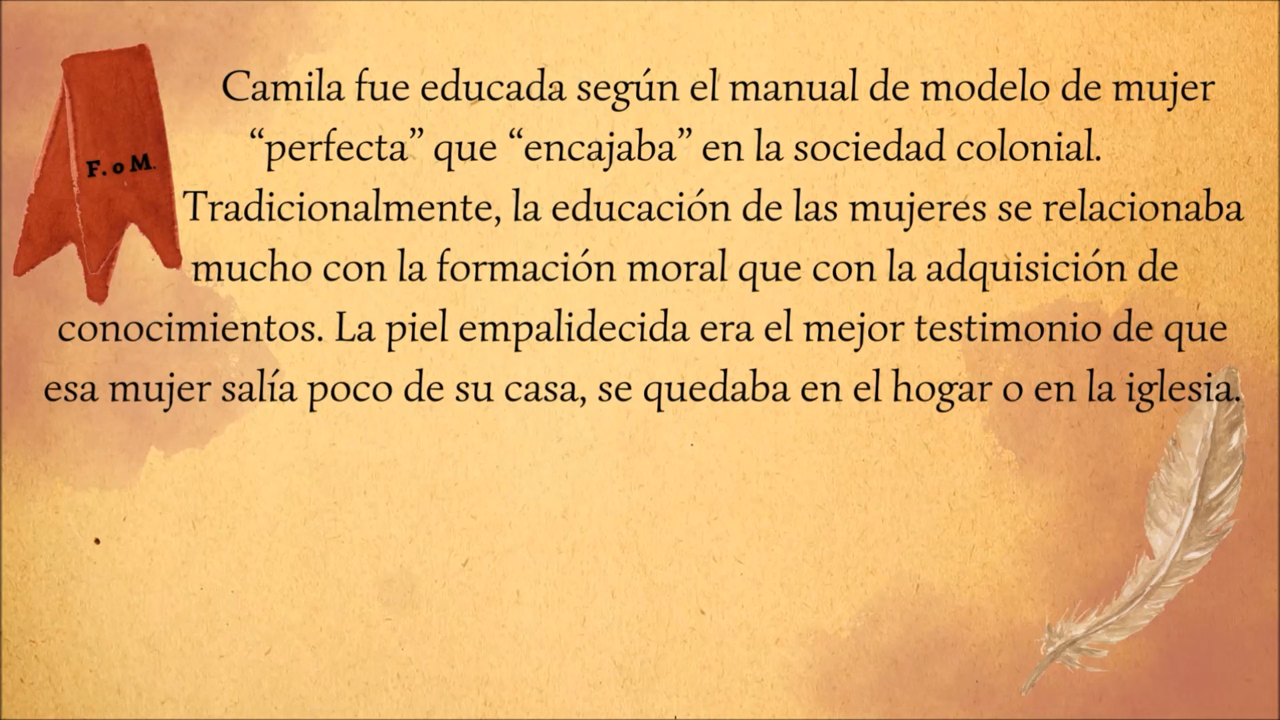 Camila fue educada según el manual de modelo de mujer
“perfecta” que “encajaba” en la sociedad colonial.
F. o M.
Tradicionalmente, la educación de las mujeres se relacionaba
mucho con la formación moral que con la adquisición de
conocimientos. La piel empalidecida era el mejor testimonio de que
esa mujer salía poco de su casa, se quedaba en el hogar o en la iglesia.